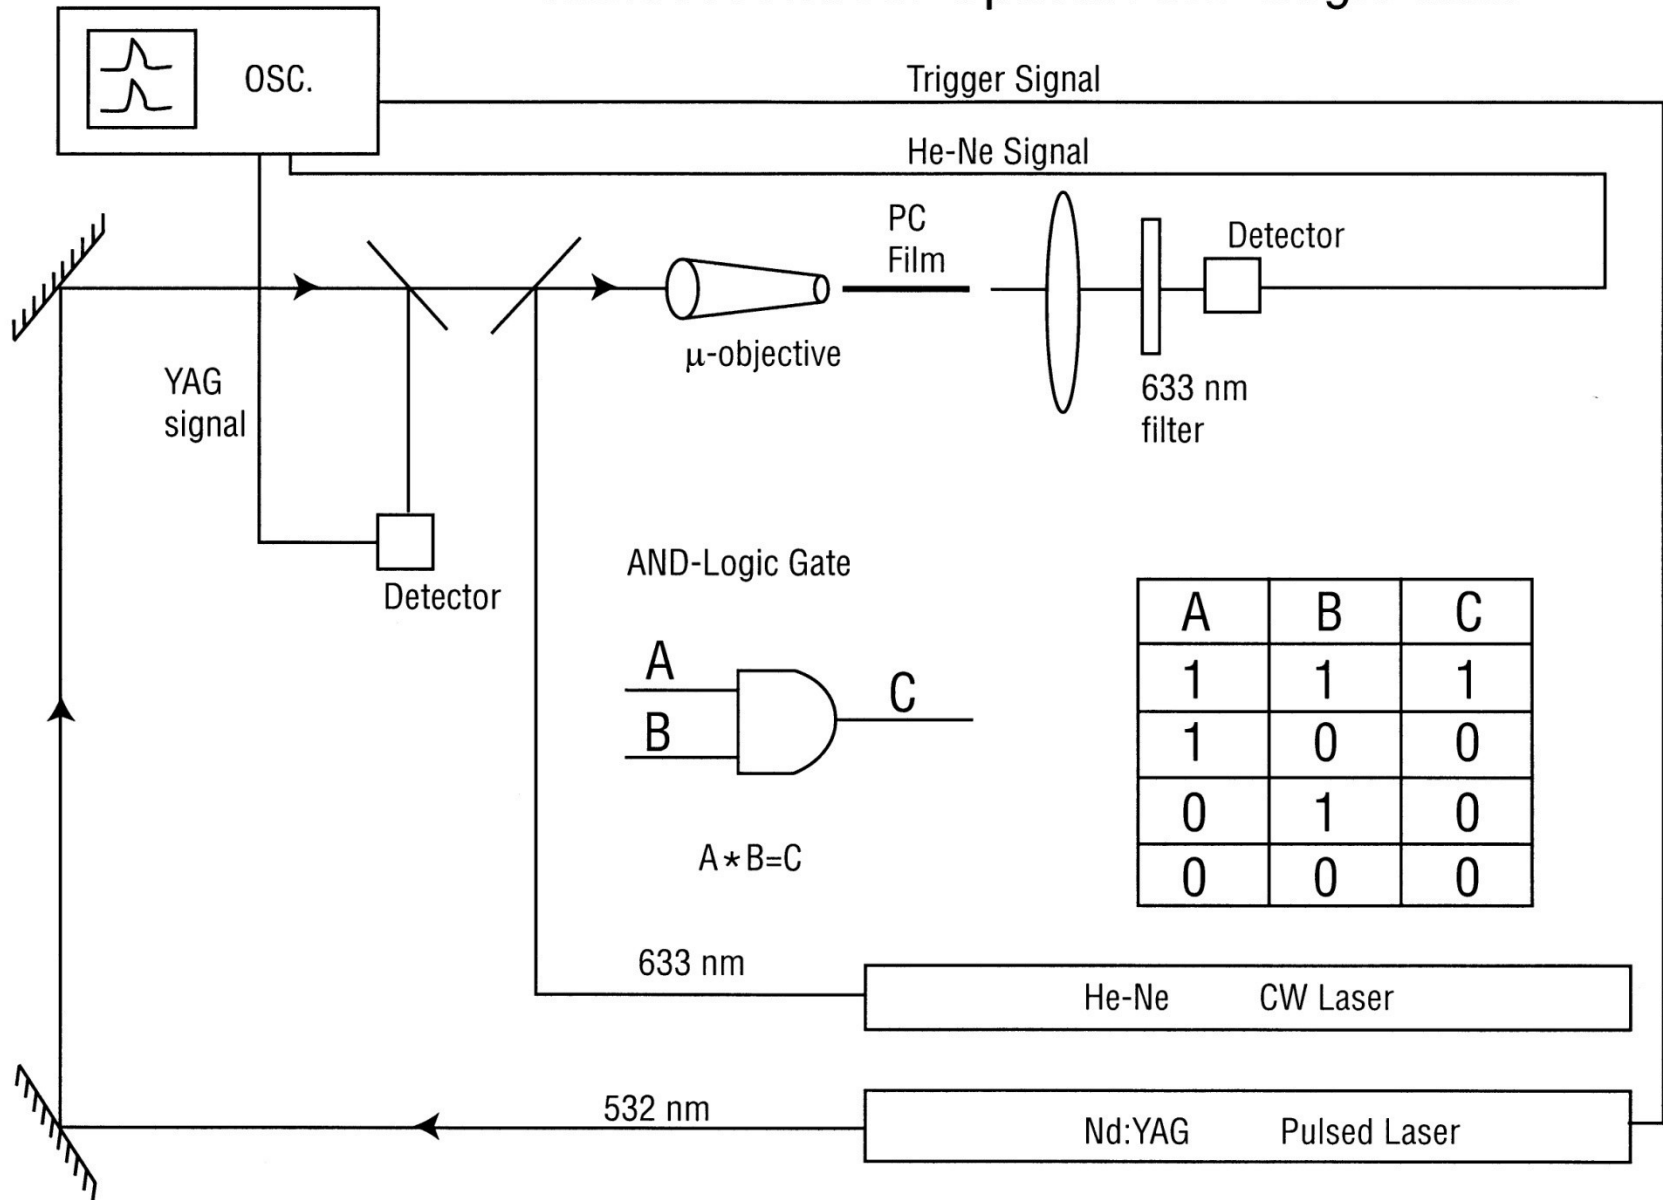 OSC.
Trigger Signal
He-Ne Signal
PC
Film
Detector
μ-objective
633 nm
filter
YAG
signal
Detector
AND-Logic Gate
A
B
C
A*B=C
A B C
1 1 1
1 0 0
0 1 0
0 0 0
633 nm
He-Ne CW Laser
532 nm
Nd:YAG Pulsed Laser